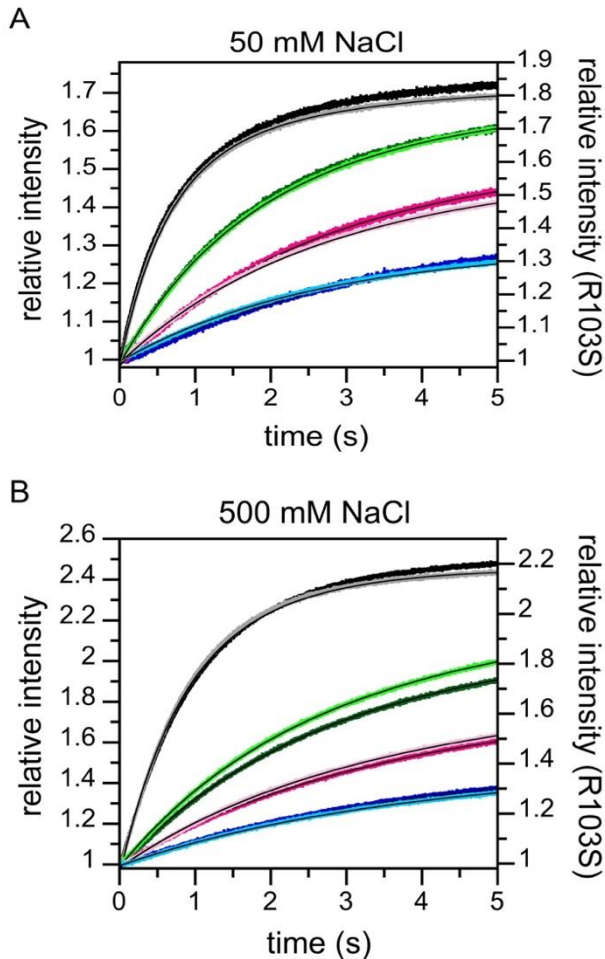 A
50 mM NaCl
relative intensity
1.7
1.6
1.5
1.4
1.3
1.2
1.1
1
1.9
1.8
1.7
1.6
1.5
1.4
1.3
1.2
1.1
1
relative intensity (R103S)
0 1 2 3 4 5
time (s)
B
500 mM NaCl
relative intensity
2.6
2.4
2.2
2
1.8
1.6
1.4
1.2
1
2.2
2
1.8
1.6
1.4
1.2
1
relative intensity (R103S)
0 1 2 3 4 5
time (s)